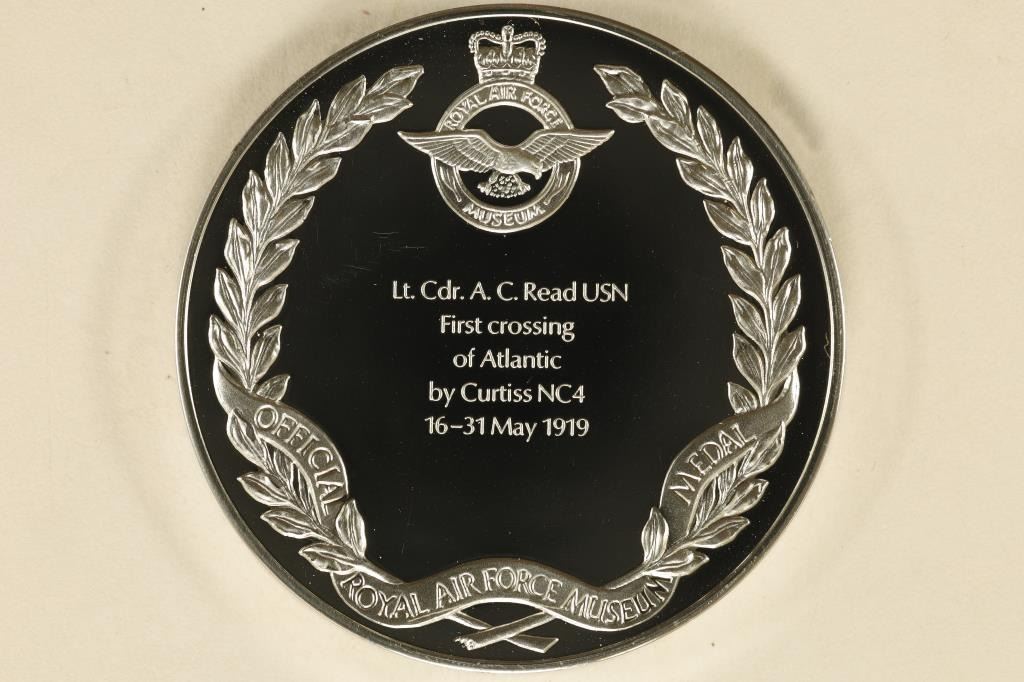 ROYAL AIR FORCE
MUSEUM
Lt. Cdr. A. C. Read USN
First crossing
of Atlantic
by Curtiss NC4
16–31 May 1919
OFFICIAL
MEDAL
ROYAL AIR FORCE MUSEUM